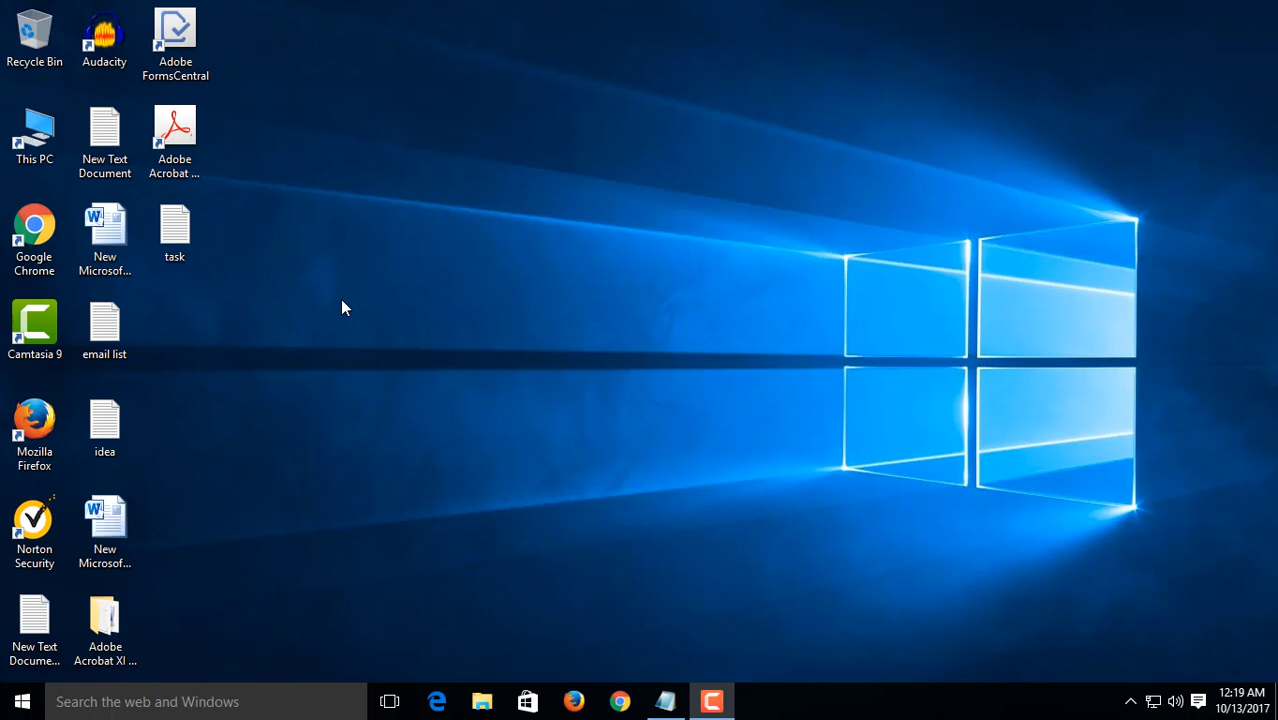 Recycle Bin
Audacity
Adobe
FormsCentral
This PC
New Text
Document
Adobe
Acrobat ...
Google
Chrome
New
Microsof...
task
Camtasia 9
email list
Mozilla
Firefox
idea
Norton
Security
New
Microsof...
New Text
Docume...
Adobe
Acrobat XI ...
Search the web and Windows
12:19 AM
10/13/2017